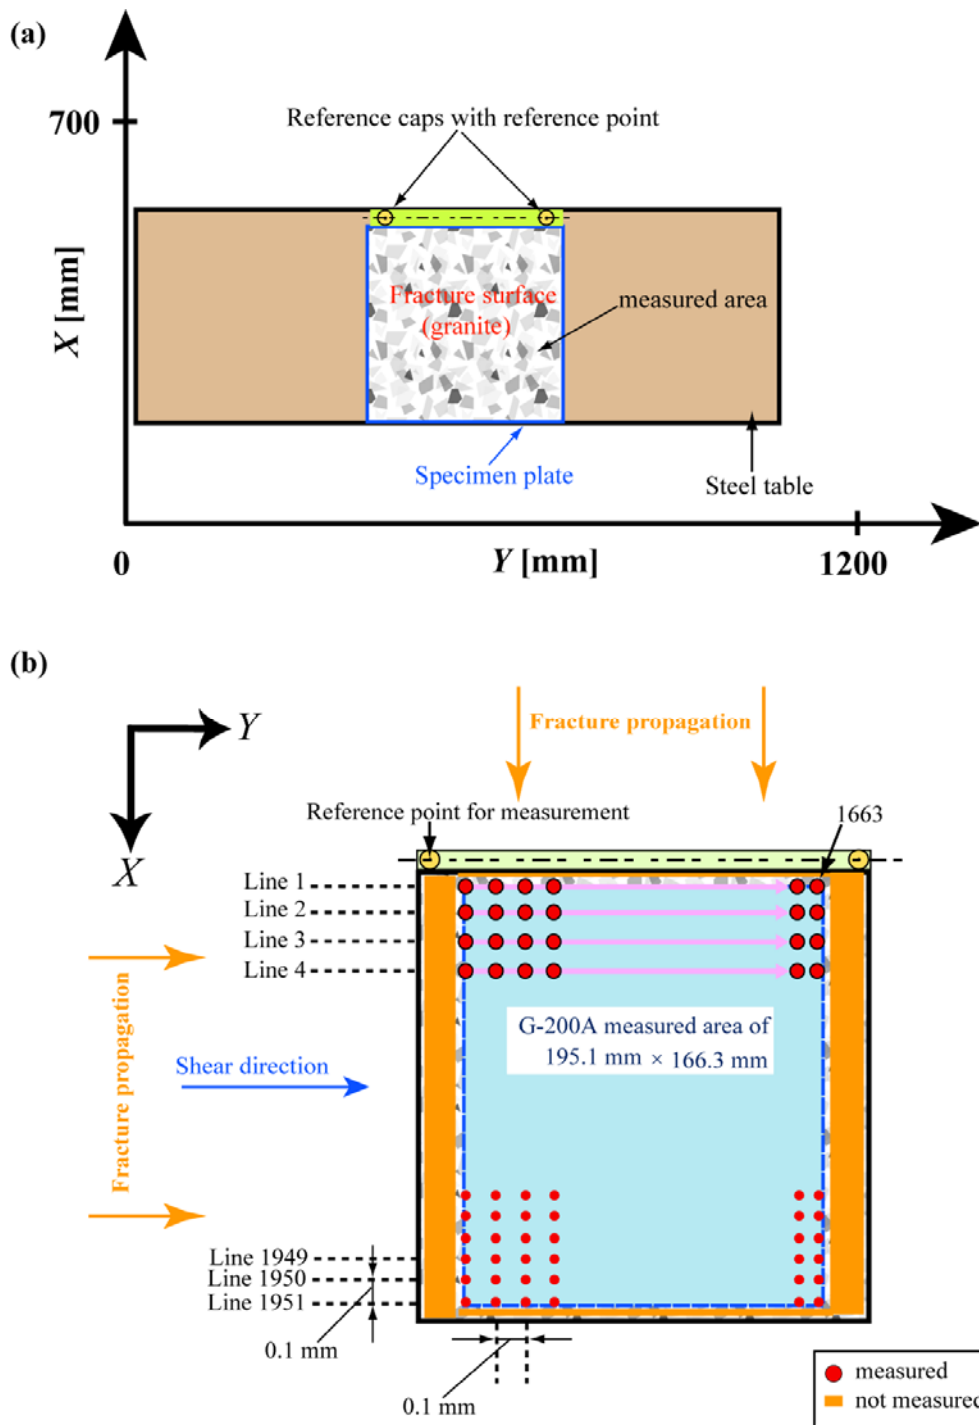 (a)
700
Reference caps with reference point
X [mm]
Fracture surface
(granite)
measured area
Specimen plate
Steel table
0
Y [mm]
1200
(b)
Y
X
Fracture propagation
Reference point for measurement
1663
Line 1
Line 2
Line 3
Line 4
G-200A measured area of
195.1 mm × 166.3 mm
Shear direction
Fracture propagation
Line 1949
Line 1950
Line 1951
0.1 mm
0.1 mm
measured
not measured